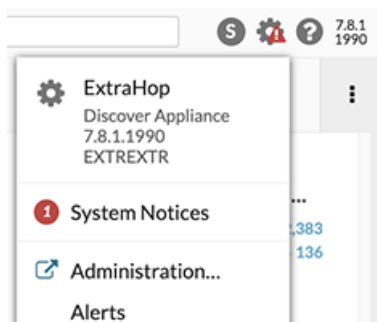 S
?
7.8.1
1990
ExtraHop
Discover Appliance
7.8.1.1990
EXTREXTR
...
1 System Notices
,383
136
Administration...
Alerts